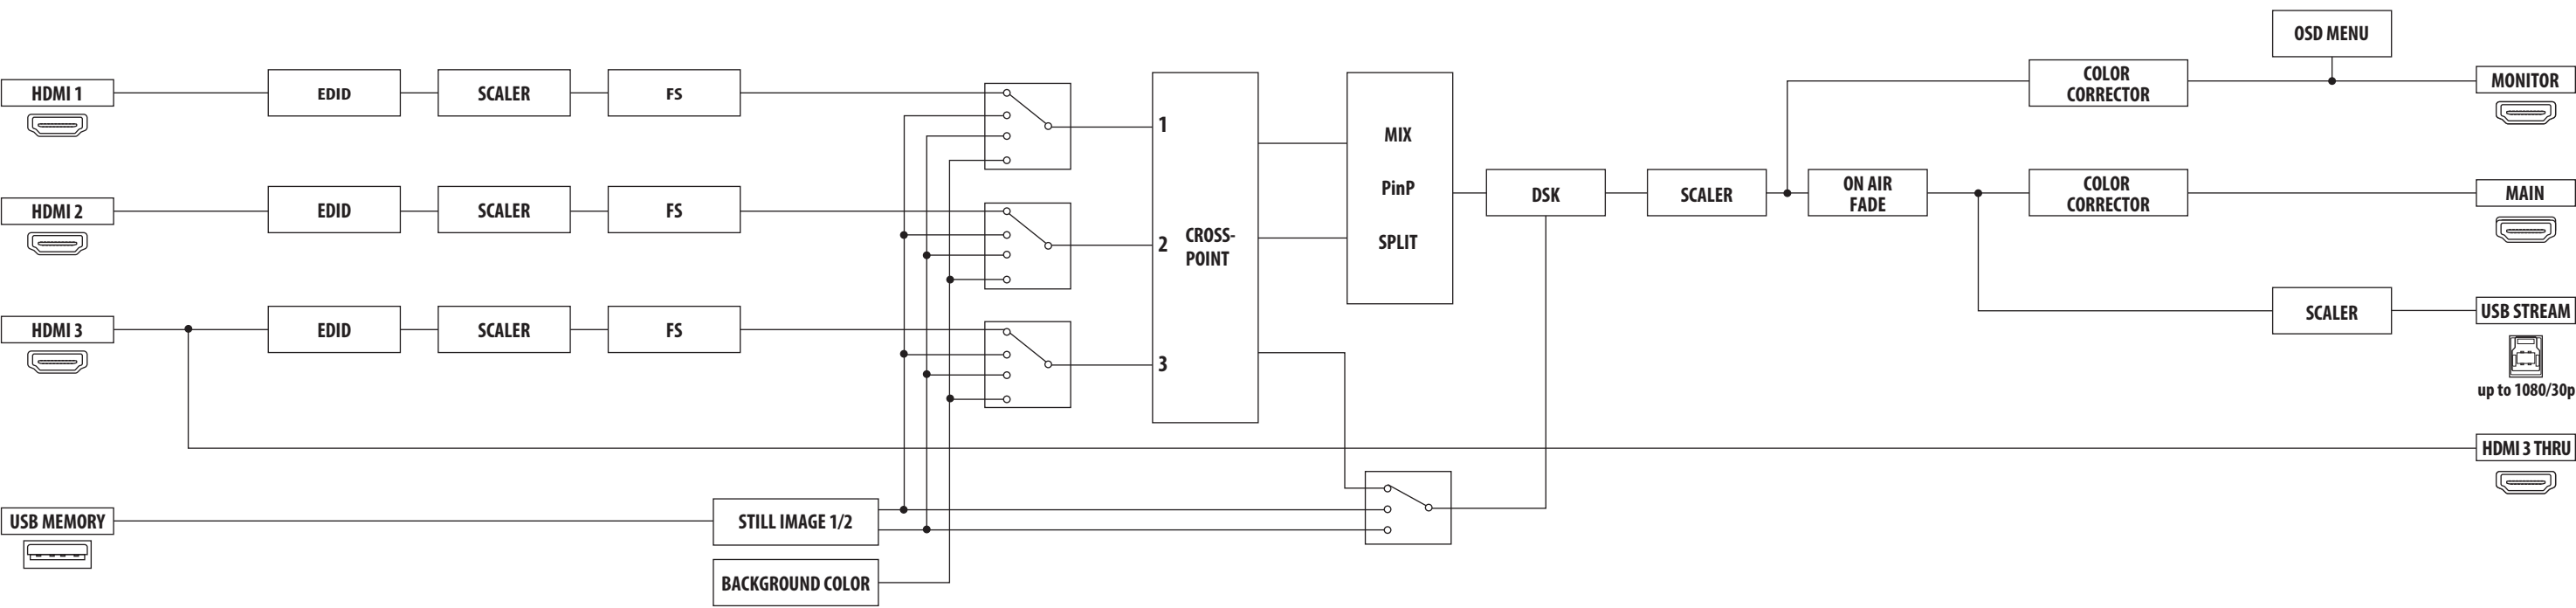 OSD MENU
HDMI 1
EDID
SCALER
FS
1
MIX
PinP
SPLIT
COLOR
CORRECTOR
MONITOR
HDMI 2
EDID
SCALER
FS
2
CROSS-
POINT
DSK
SCALER
ON AIR
FADE
COLOR
CORRECTOR
MAIN
HDMI 3
EDID
SCALER
FS
3
SCALER
USB STREAM
up to 1080/30p
HDMI 3 THRU
USB MEMORY
STILL IMAGE 1/2
BACKGROUND COLOR